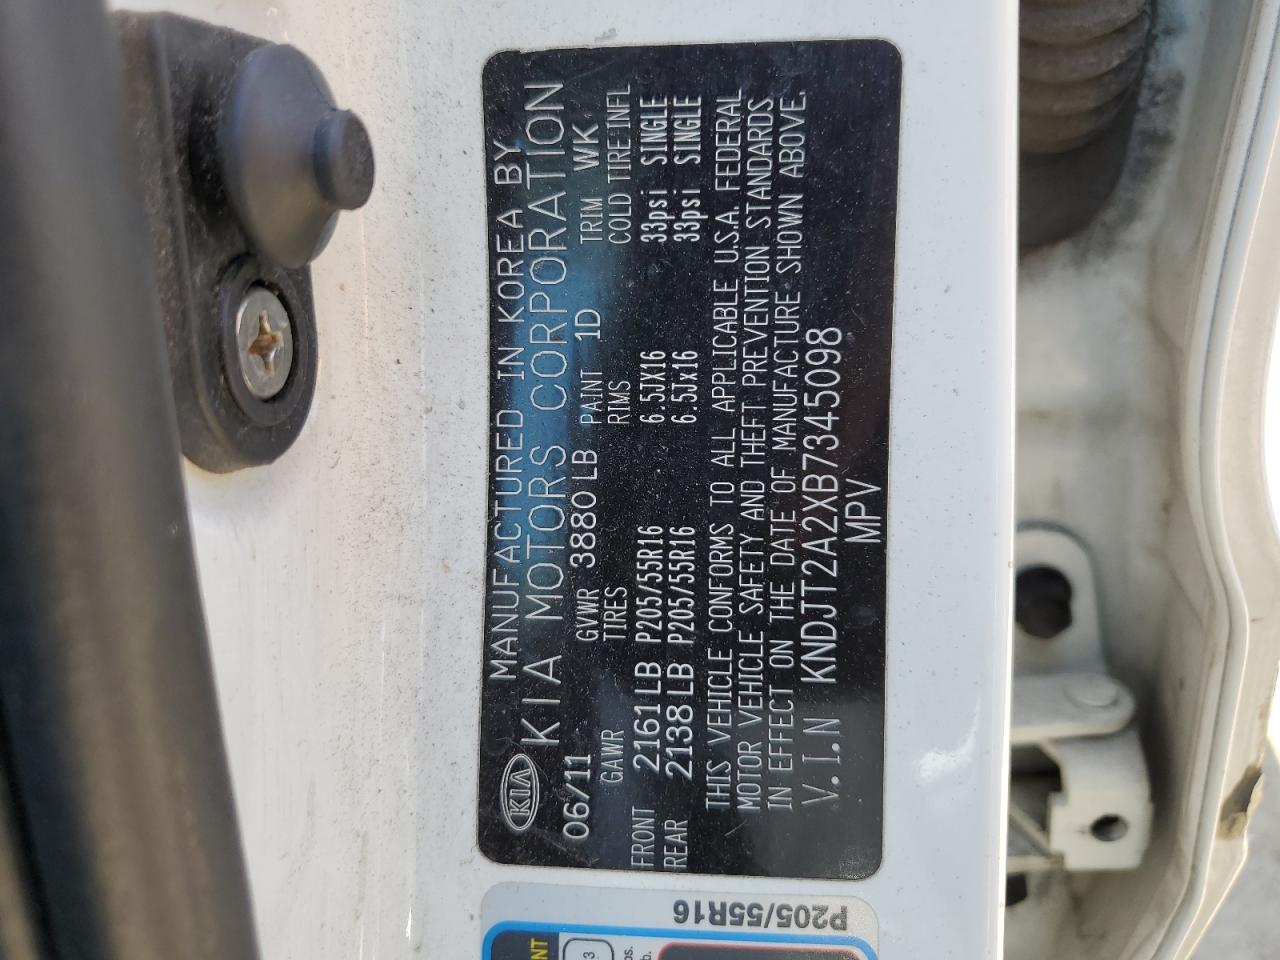 KIA
MANUFACTURED IN KOREA BY
KIA MOTORS CORPORATION
06/11 GVWR 3880 LB PAINT 1D TRIM WK
GAWR TIRES RIMS COLD TIRE INFL
FRONT 2161 LB P205/55R16 6.5JX16 33psi SINGLE
REAR 2138 LB P205/55R16 6.5Jx16 33psi SINGLE
THIS VEHICLE CONFORMS TO ALL APPLICABLE U.S.A. FEDERAL
MOTOR VEHICLE SAFETY AND THEFT PREVENTION STANDARDS
IN EFFECT ON THE DATE OF MANUFACTURE SHOWN ABOVE.
V.I.N KNDJT2A2XB7345098
MPV
P205/55R16